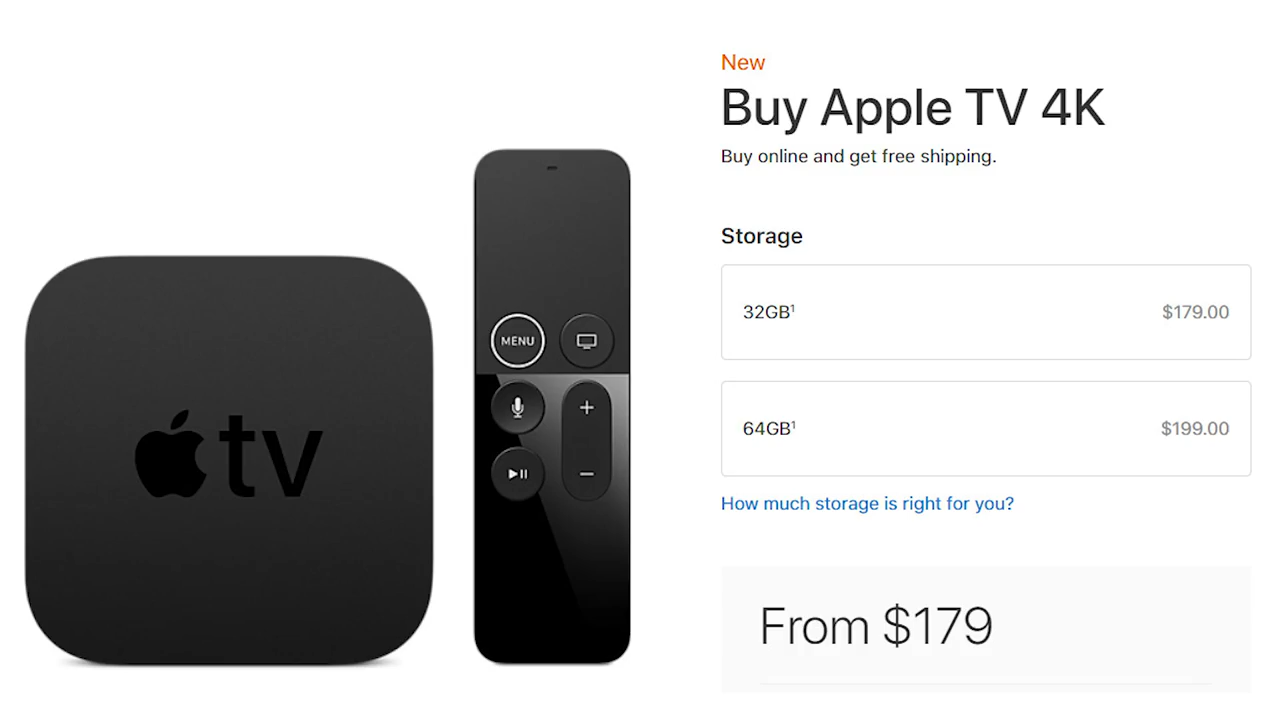 New
Buy Apple TV 4K
Buy online and get free shipping.
Storage
32GB¹ $179.00
64GB¹ $199.00
How much storage is right for you?
From $179
tv
MENU